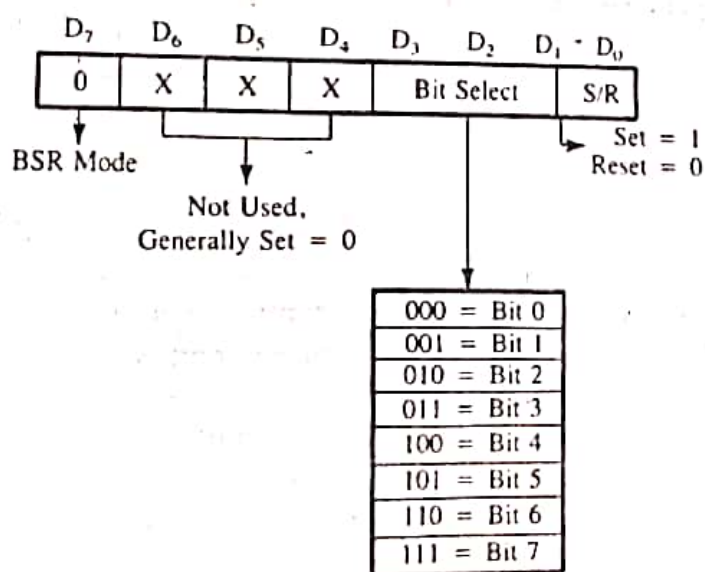 D₇ D₆ D₅ D₄ D₃ D₂ D₁ D₀
0 X X X Bit Select S/R
BSR Mode
Set = 1
Reset = 0
Not Used,
Generally Set = 0
000 = Bit 0
001 = Bit 1
010 = Bit 2
011 = Bit 3
100 = Bit 4
101 = Bit 5
110 = Bit 6
111 = Bit 7